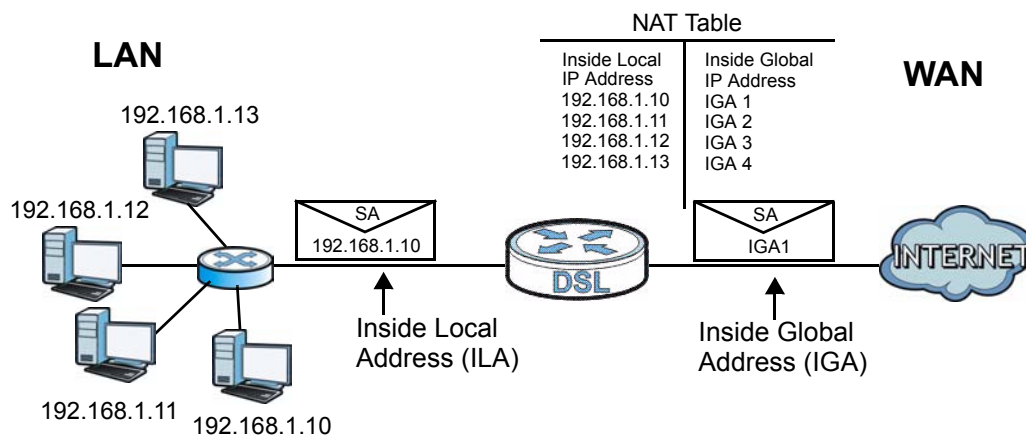 NAT Table
LAN
WAN
Inside Local
IP Address
192.168.1.10
192.168.1.11
192.168.1.12
192.168.1.13
Inside Global
IP Address
IGA 1
IGA 2
IGA 3
IGA 4
192.168.1.13
192.168.1.12
192.168.1.11
192.168.1.10
SA
192.168.1.10
DSL
SA
IGA1
INTERNET
Inside Local
Address (ILA)
Inside Global
Address (IGA)